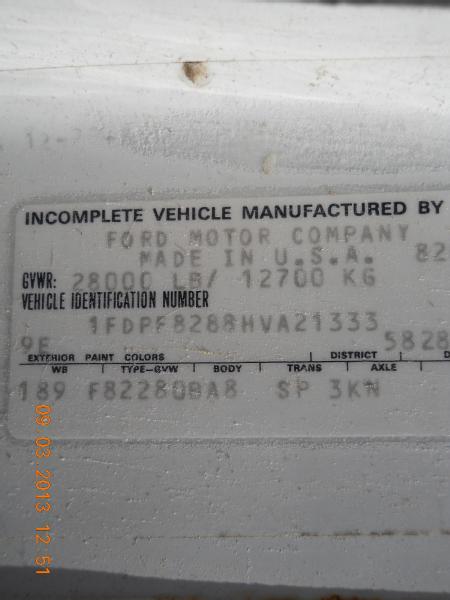 INCOMPLETE VEHICLE MANUFACTURED BY
FORD MOTOR COMPANY
MADE IN U.S.A. 82
GVWR: 28000 LB/ 12700 KG
VEHICLE IDENTIFICATION NUMBER
1FDPF8288HVA21333
9E 5828
EXTERIOR PAINT COLORS DISTRICT
WB TYPE-GVW BODY TRANS AXLE
189 F82280BA8 SP 3KN
09.03.2013 12 51